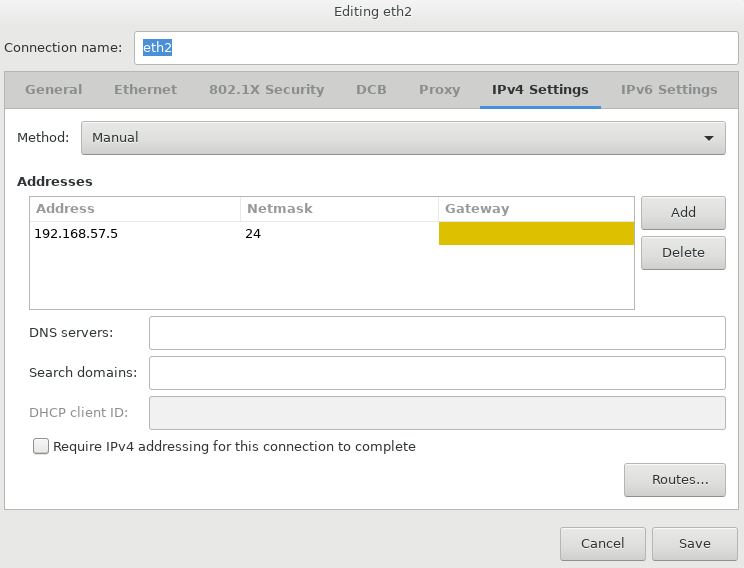 Editing eth2
Connection name: eth2
General Ethernet 802.1X Security DCB Proxy IPv4 Settings IPv6 Settings
Method: Manual
Addresses
Address Netmask Gateway
192.168.57.5 24
Add
Delete
DNS servers:
Search domains:
DHCP client ID:
Require IPv4 addressing for this connection to complete
Routes...
Cancel Save